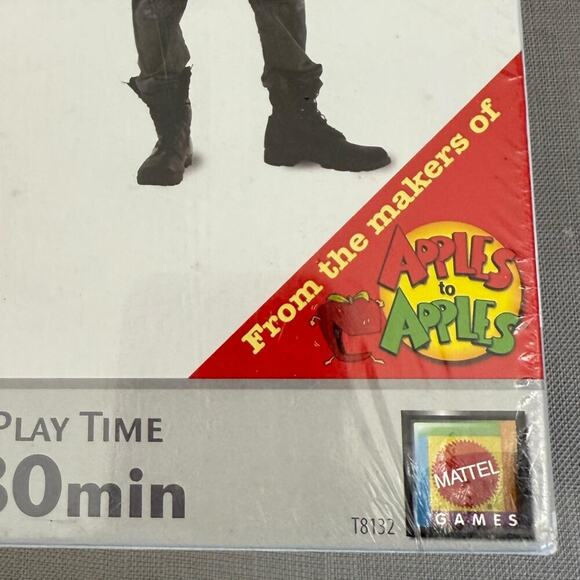 From the makers of
APPLES
to
APPLES
PLAY TIME
30min
T8132
MATTEL
GAMES